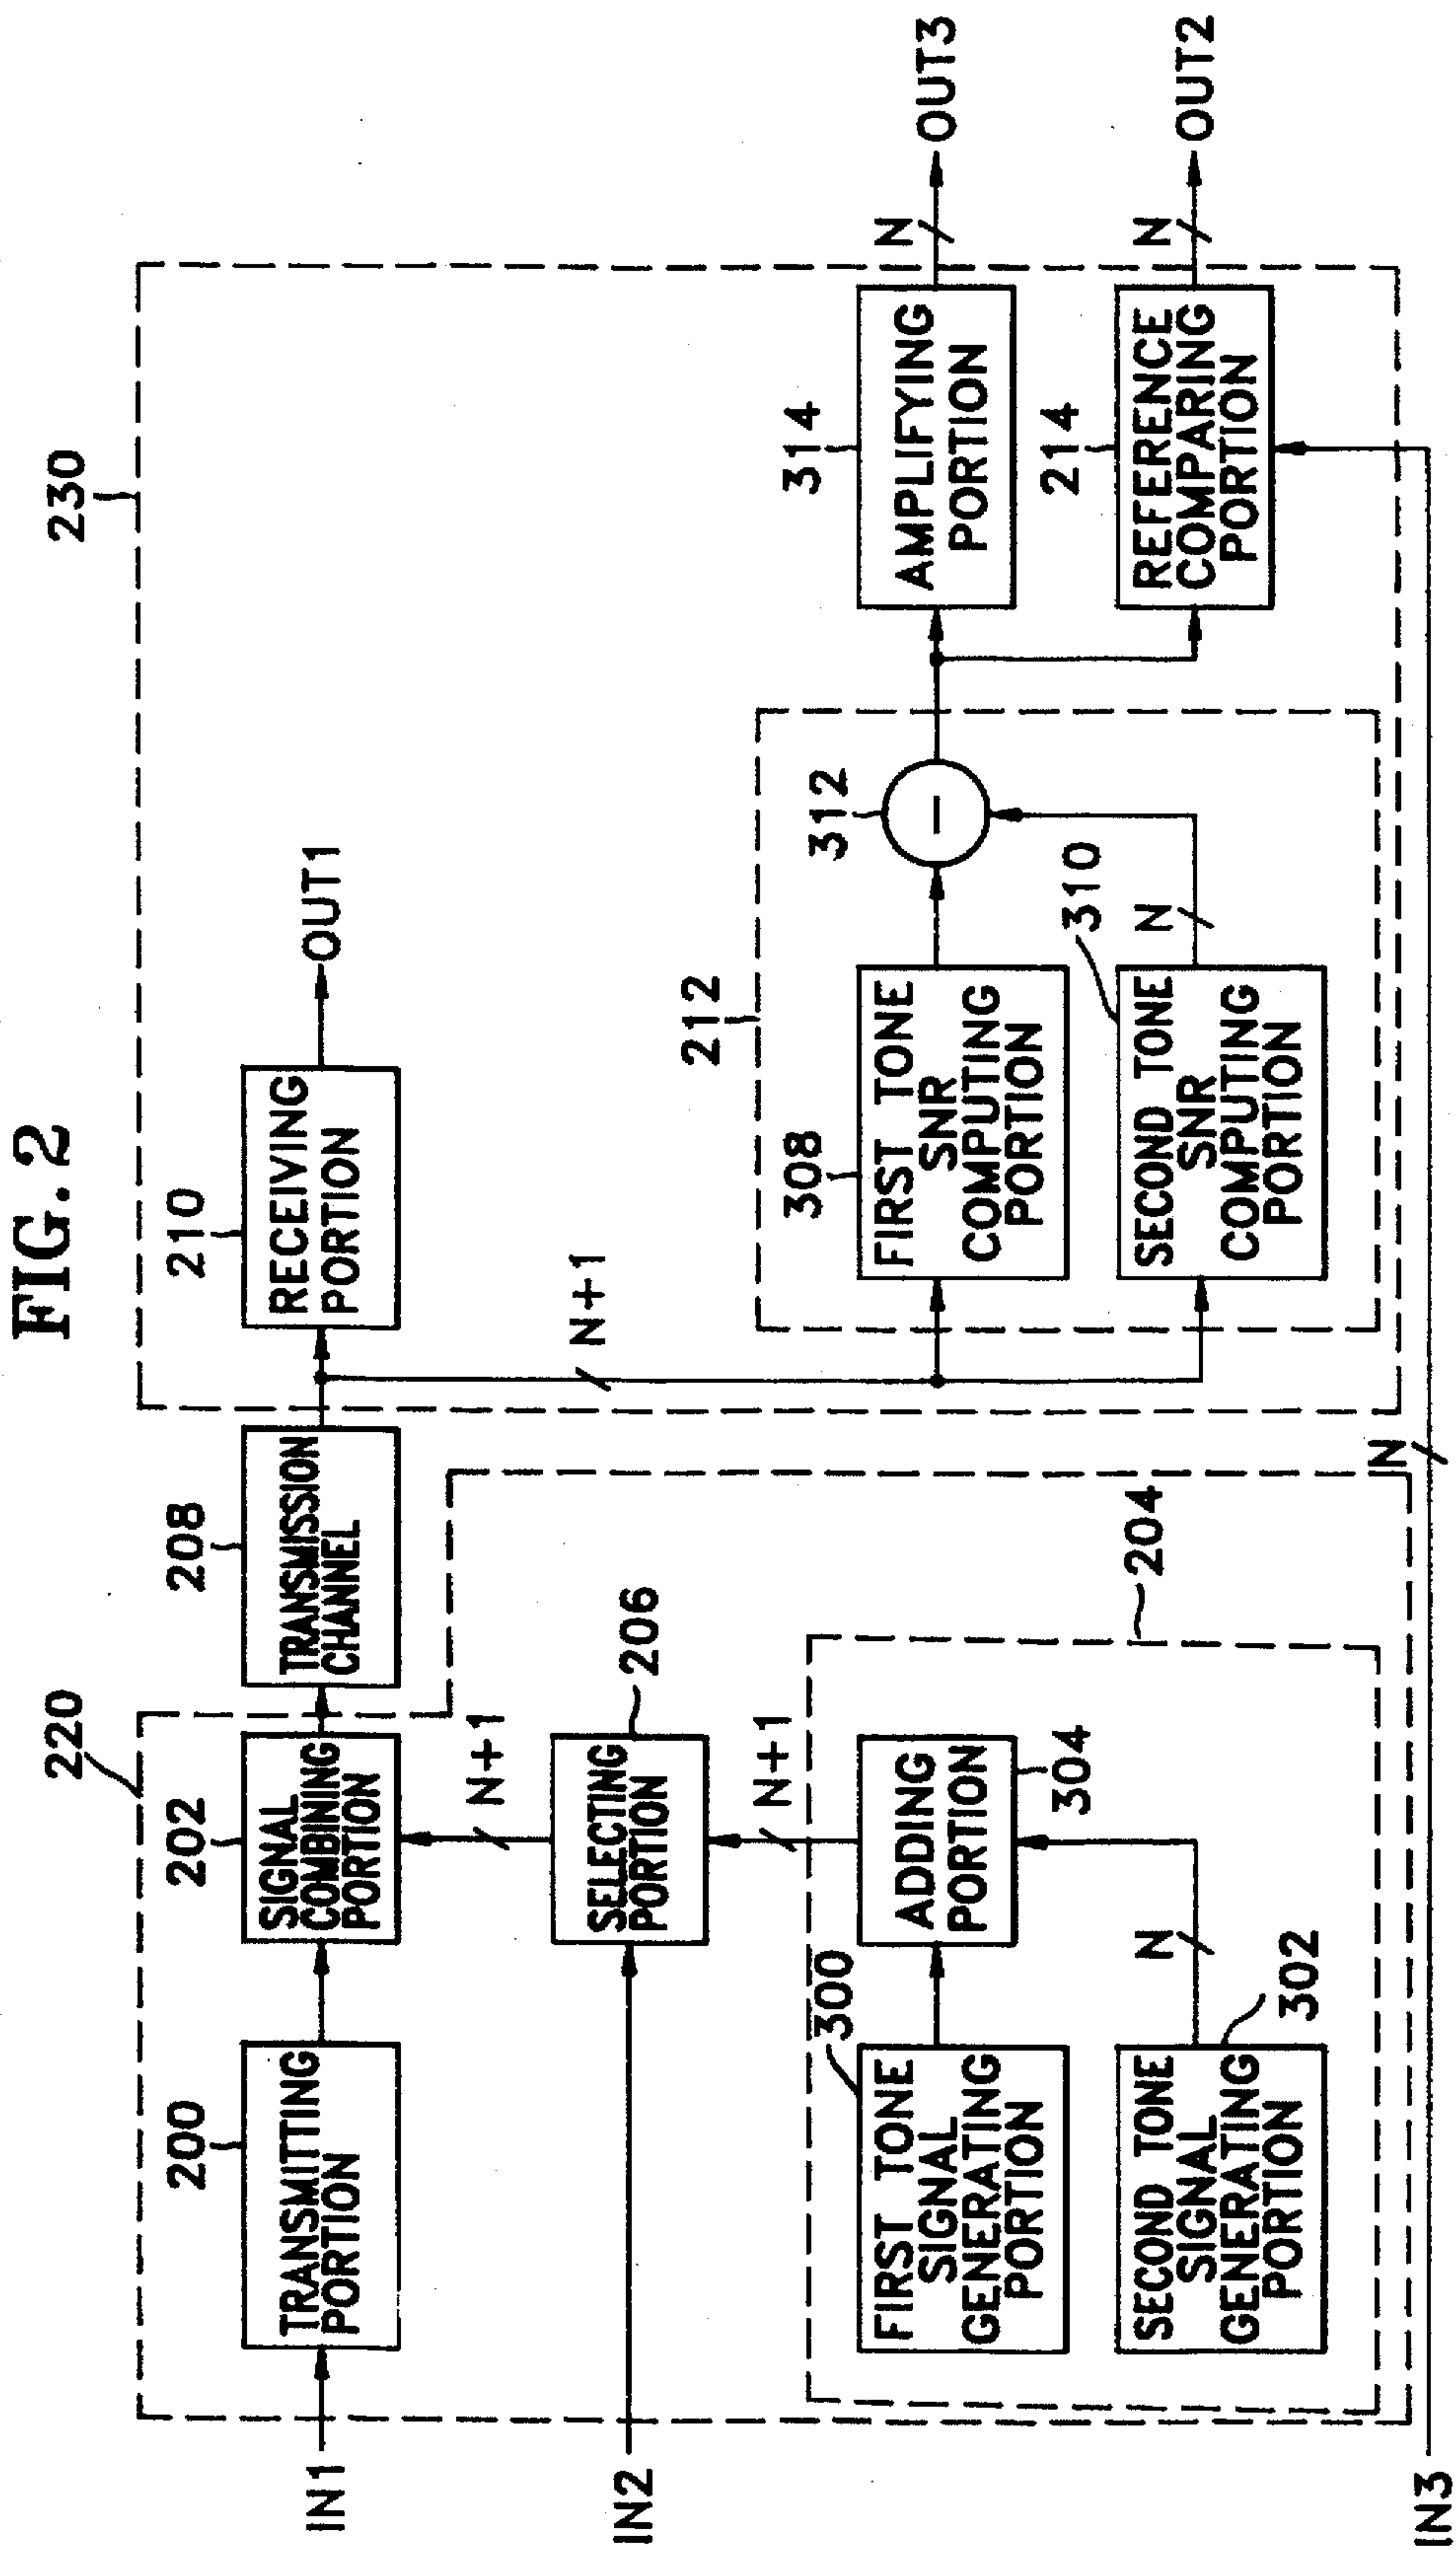 FIG. 2
220
230
IN1
200
TRANSMITTING
PORTION
202
SIGNAL
COMBINING
PORTION
208
TRANSMISSION
CHANNEL
210
RECEIVING
PORTION
OUT1
N+1
N+1
IN2
SELECTING
PORTION
206
N+1
204
300
FIRST TONE
SIGNAL
GENERATING
PORTION
ADDING
PORTION
304
SECOND TONE
SIGNAL
GENERATING
PORTION
302
N
212
308
FIRST TONE
SNR
COMPUTING
PORTION
312
−
SECOND TONE
SNR
COMPUTING
PORTION
310
N
314
AMPLIFYING
PORTION
N
OUT3
214
REFERENCE
COMPARING
PORTION
N
OUT2
IN3
N